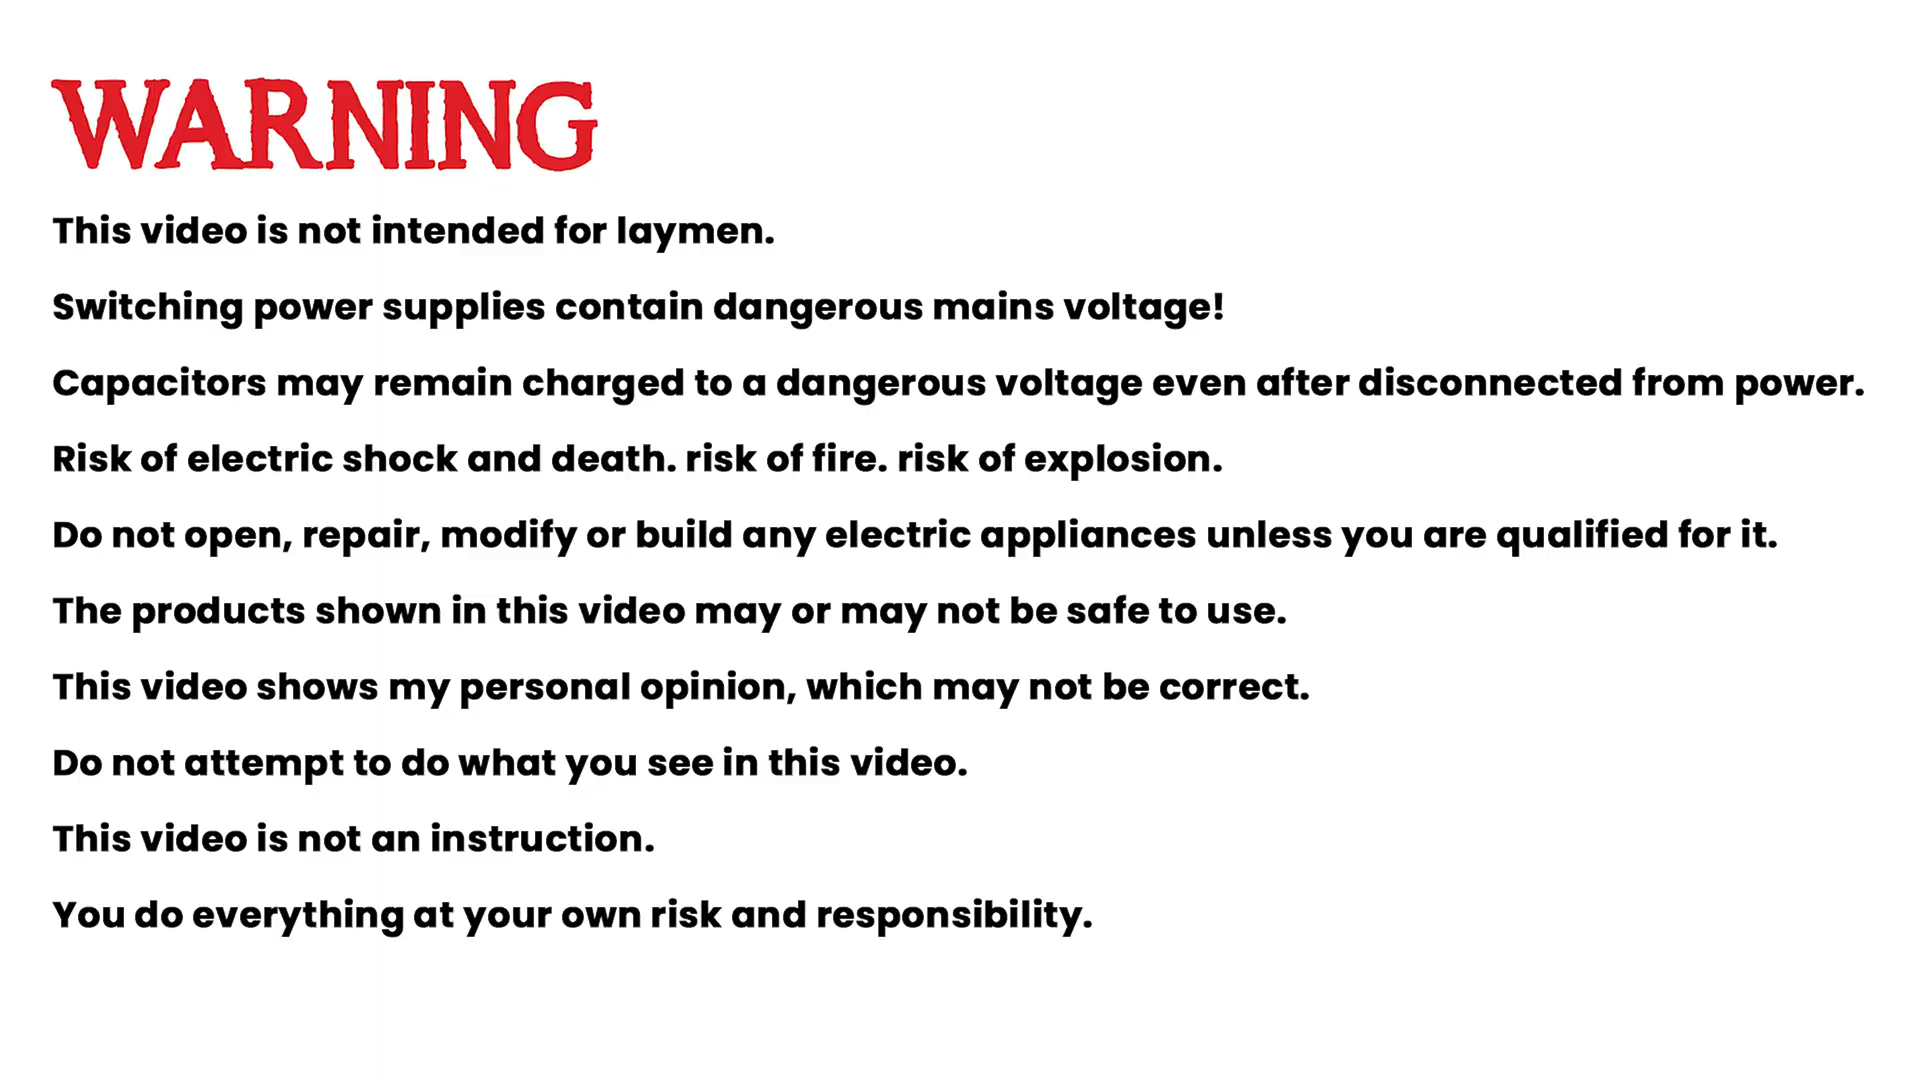 WARNING
This video is not intended for laymen.
Switching power supplies contain dangerous mains voltage!
Capacitors may remain charged to a dangerous voltage even after disconnected from power.
Risk of electric shock and death. risk of fire. risk of explosion.
Do not open, repair, modify or build any electric appliances unless you are qualified for it.
The products shown in this video may or may not be safe to use.
This video shows my personal opinion, which may not be correct.
Do not attempt to do what you see in this video.
This video is not an instruction.
You do everything at your own risk and responsibility.